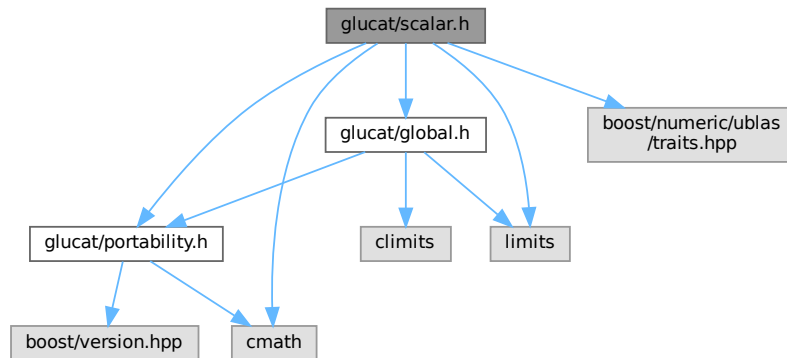 glucat/scalar.h
glucat/global.h
boost/numeric/ublas
/traits.hpp
glucat/portability.h
climits
limits
boost/version.hpp
cmath